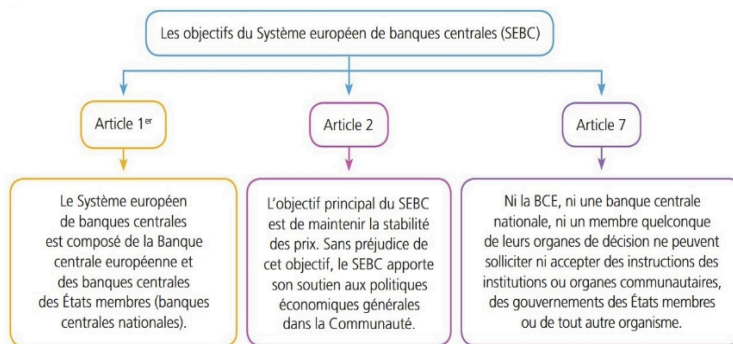 Les objectifs du Système européen de banques centrales (SEBC)
Article 1er
Article 2
Article 7
Le Système européen
de banques centrales
est composé de la Banque
centrale européenne et
des banques centrales
des États membres (banques
centrales nationales).
L'objectif principal du SEBC
est de maintenir la stabilité
des prix. Sans préjudice de
cet objectif, le SEBC apporte
son soutien aux politiques
économiques générales
dans la Communauté.
Ni la BCE, ni une banque centrale
nationale, ni un membre quelconque
de leurs organes de décision ne peuvent
solliciter ni accepter des instructions des
institutions ou organes communautaires,
des gouvernements des États membres
ou de tout autre organisme.